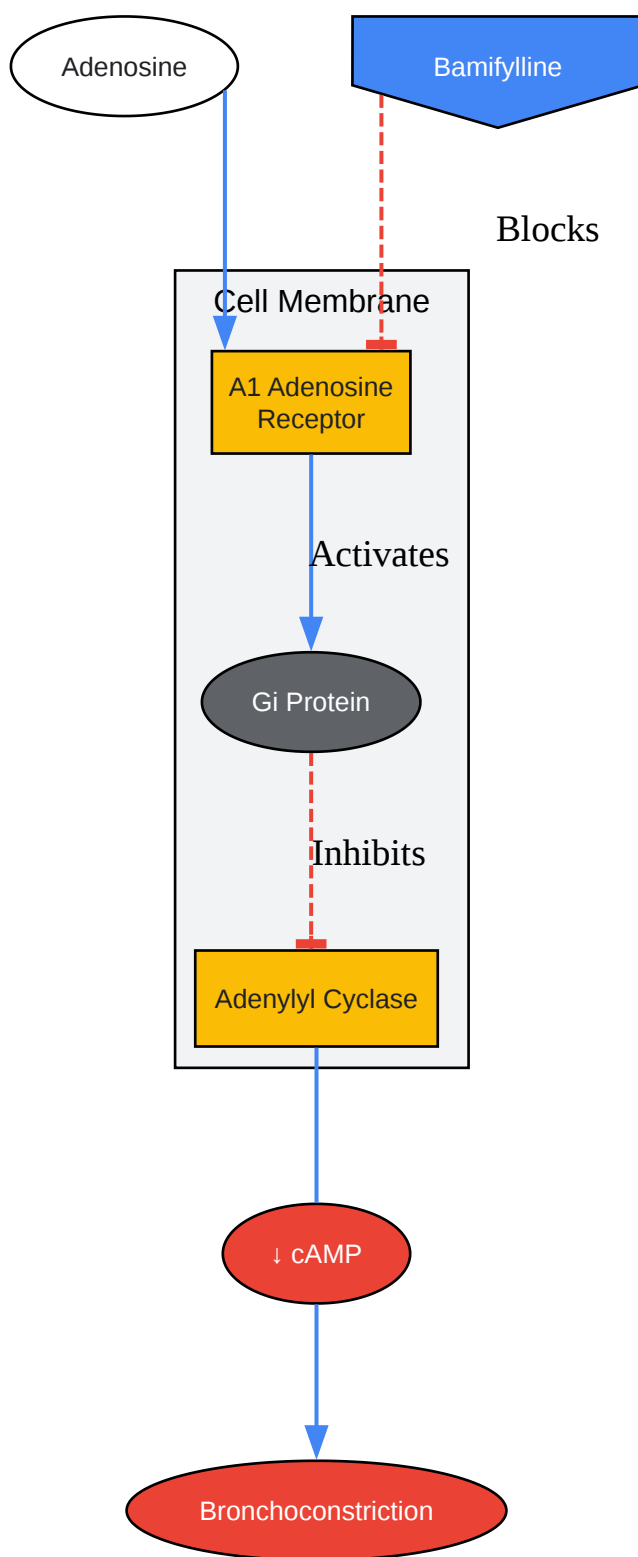 Adenosine
Bamifylline
Blocks
Cell Membrane
A1 Adenosine
Receptor
Activates
Gi Protein
Inhibits
Adenylyl Cyclase
↓ cAMP
Bronchoconstriction